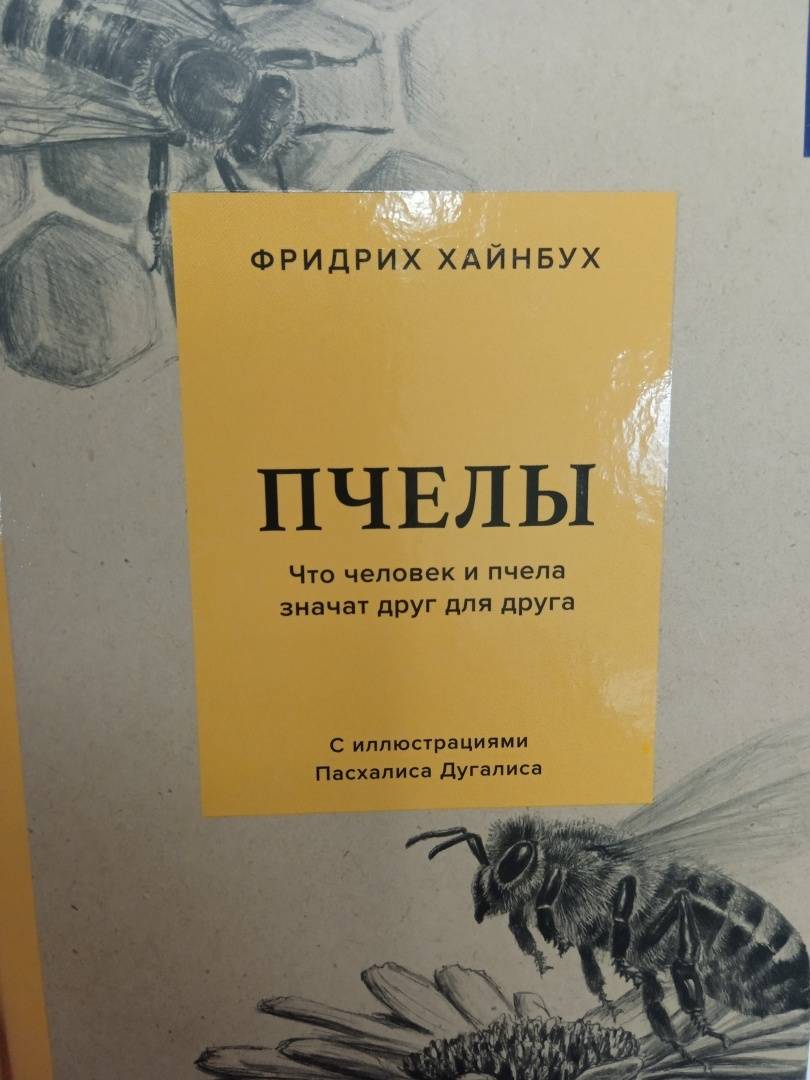 ФРИДРИХ ХАЙНБУХ
ПЧЕЛЫ
Что человек и пчела
значат друг для друга
С иллюстрациями
Пасхалиса Дугалиса